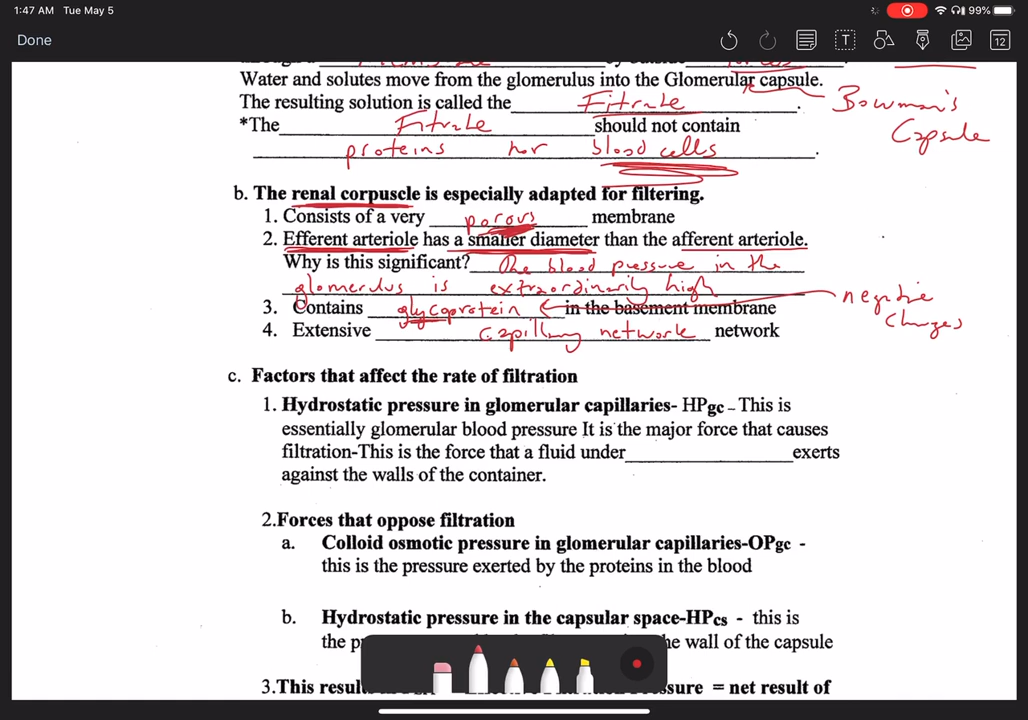 1:47 AM Tue May 5
99%
Done
T
12
Water and solutes move from the glomerulus into the Glomerular capsule.
The resulting solution is called the Fitrate.
Bowman's
Capsule
*The Fitrate should not contain
proteins nor blood cells.
b. The renal corpuscle is especially adapted for filtering.
1. Consists of a very porous membrane
2. Efferent arteriole has a smaller diameter than the afferent arteriole.
Why is this significant? The blood pressure in the
glomerulus is extraordinarily high
negative
charges
3. Contains glycoprotein in the basement membrane
4. Extensive capillary network network
c. Factors that affect the rate of filtration
1. Hydrostatic pressure in glomerular capillaries- HPgc – This is
essentially glomerular blood pressure It is the major force that causes
filtration-This is the force that a fluid under____________exerts
against the walls of the container.
2.Forces that oppose filtration
a. Colloid osmotic pressure in glomerular capillaries-OPgc -
this is the pressure exerted by the proteins in the blood
b. Hydrostatic pressure in the capsular space-HPcs - this is
the wall of the capsule
3.This = net result of